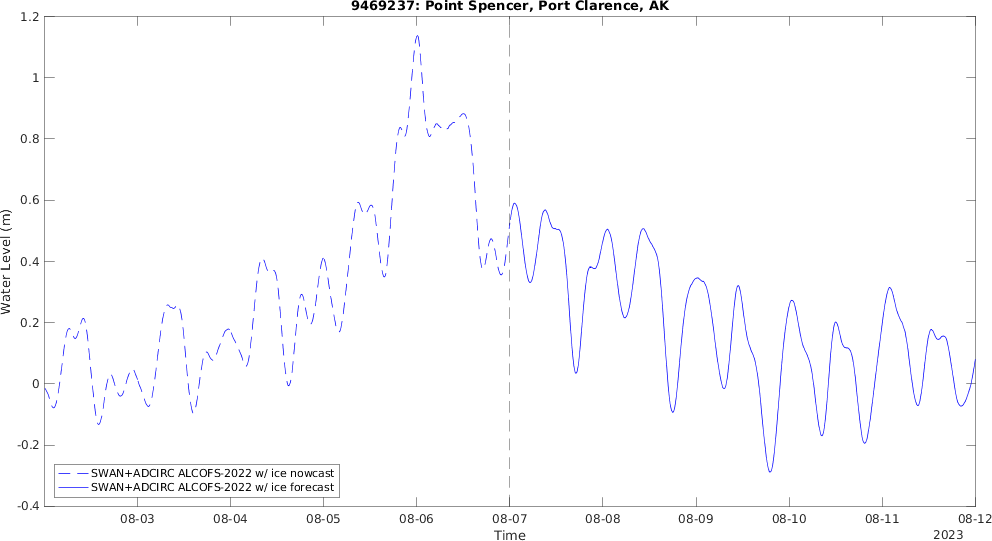 9469237: Point Spencer, Port Clarence, AK
1.2
1
0.8
0.6
0.4
0.2
0
-0.2
-0.4
Water Level (m)
SWAN+ADCIRC ALCOFS-2022 w/ ice nowcast
SWAN+ADCIRC ALCOFS-2022 w/ ice forecast
08-03 08-04 08-05 08-06 08-07 08-08 08-09 08-10 08-11 08-12
Time
2023